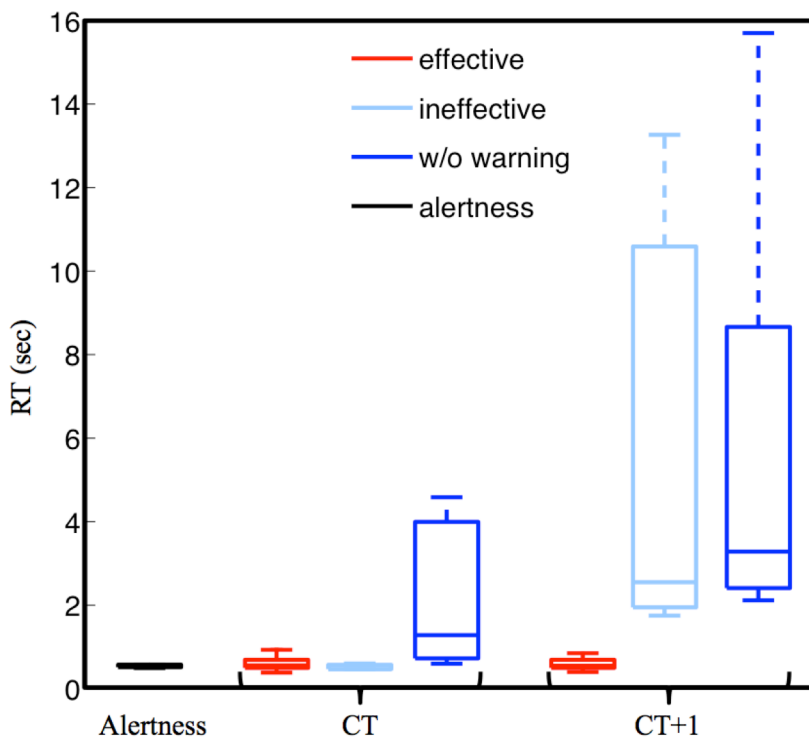 16
14
12
10
8
6
4
2
0
RT (sec)
effective
ineffective
w/o warning
alertness
Alertness
CT
CT+1